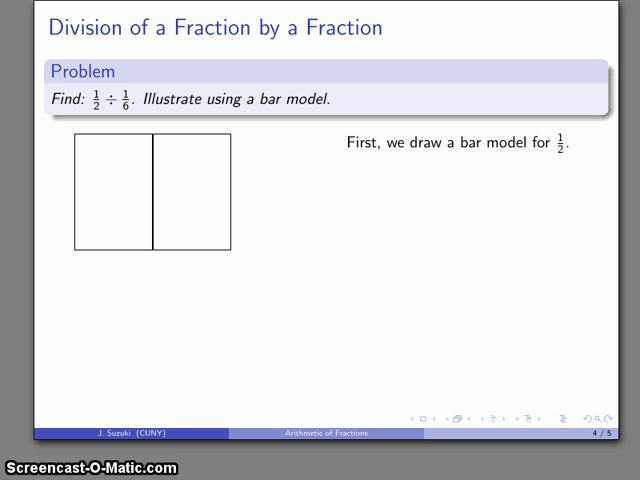 Division of a Fraction by a Fraction
Problem
Find: 1/2 ÷ 1/6. Illustrate using a bar model.
First, we draw a bar model for 1/2.
J. Suzuki (CUNY)
Arithmetic of Fractions
4 / 5
Screencast-O-Matic.com